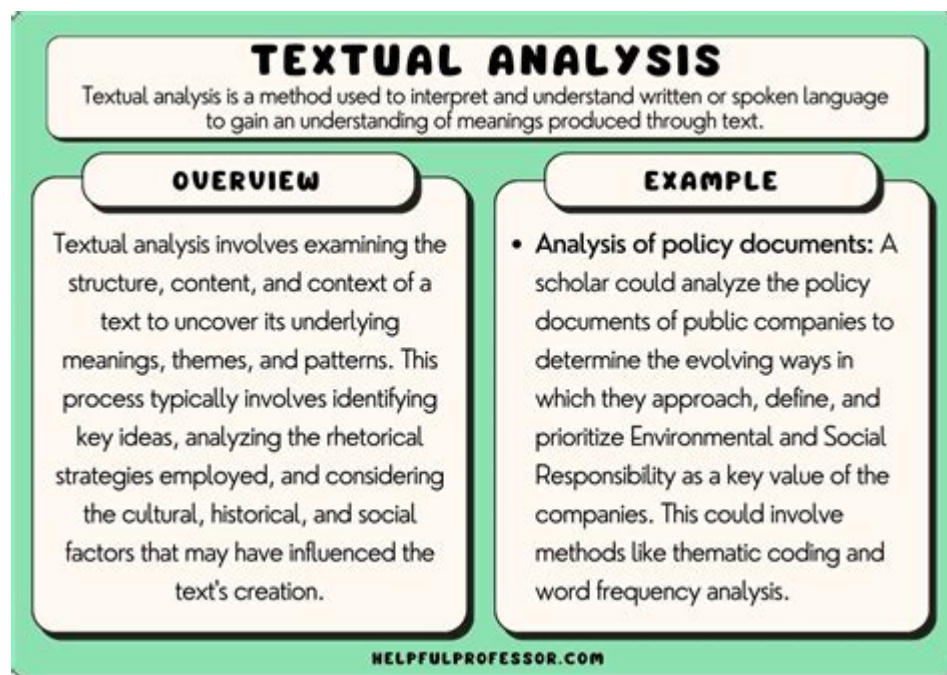 TEXTUAL ANALYSIS
Textual analysis is a method used to interpret and understand written or spoken language
to gain an understanding of meanings produced through text.
OVERVIEW
Textual analysis involves examining the
structure, content, and context of a
text to uncover its underlying
meanings, themes, and patterns. This
process typically involves identifying
key ideas, analyzing the rhetorical
strategies employed, and considering
the cultural, historical, and social
factors that may have influenced the
text's creation.
EXAMPLE
• Analysis of policy documents: A
scholar could analyze the policy
documents of public companies to
determine the evolving ways in
which they approach, define, and
prioritize Environmental and Social
Responsibility as a key value of the
companies. This could involve
methods like thematic coding and
word frequency analysis.
HELPFULPROFESSOR.COM